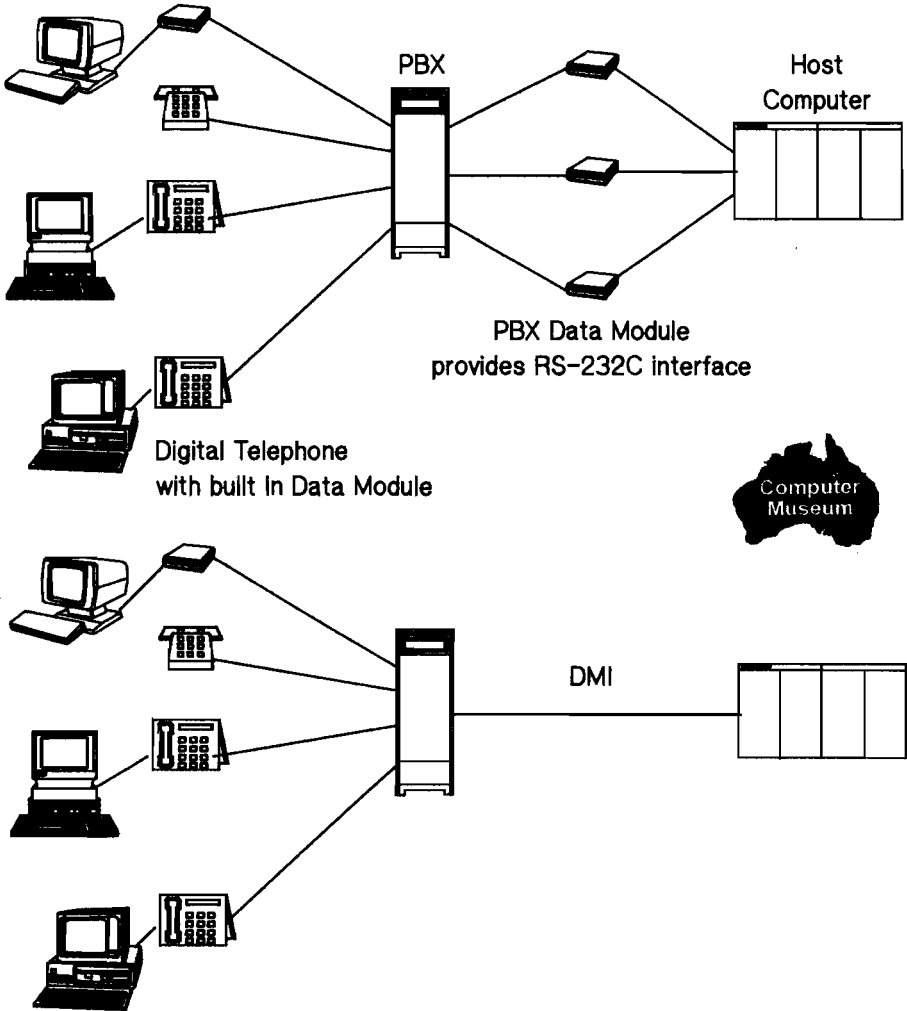 PBX
Host
Computer
PBX Data Module
provides RS-232C interface
Digital Telephone
with built In Data Module
Computer
Museum
DMI